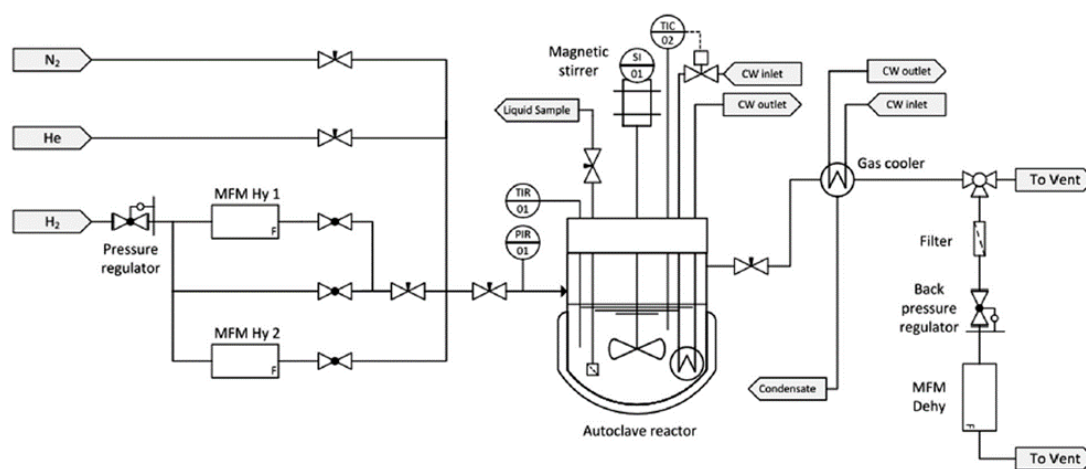 N₂
He
H₂
Pressure
regulator
MFM Hy 1
F
MFM Hy 2
F
Liquid Sample
TIR
01
PIR
01
Magnetic
stirrer
SI
01
TIC
02
CW inlet
CW outlet
Autoclave reactor
CW outlet
CW inlet
Gas cooler
Condensate
To Vent
Filter
Back
pressure
regulator
MFM
Dehy
F
To Vent